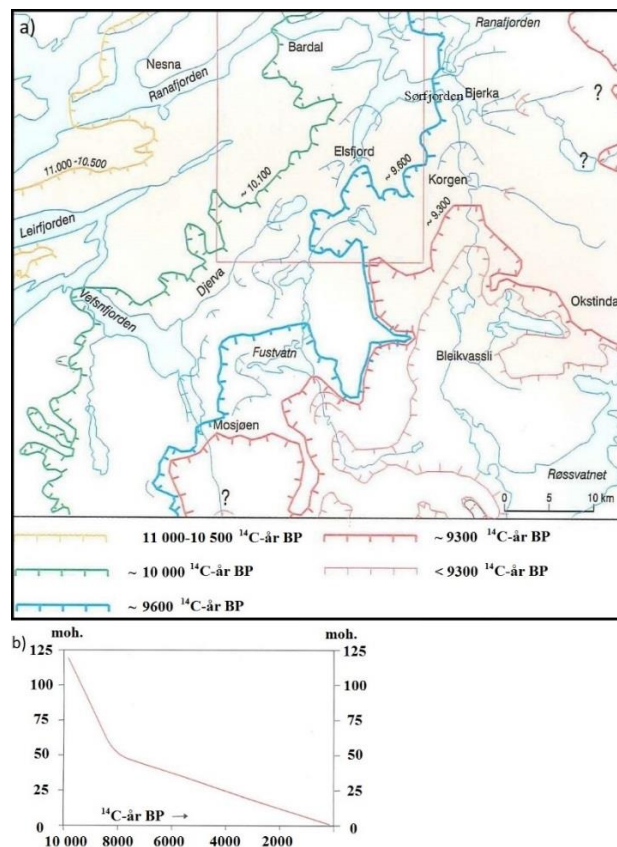 a)
Ranafjorden
Bardal
Nesna
Ranafjorden
Sørfjorden
Bjerka
?
?
Elsfjord
11.000 -10.500
~ 10.100
~ 9.600
Korgen
~ 9.300
Leirfjorden
Djerva
Okstinda
Vefsnfjorden
Bleikvassli
Fustvatn
Mosjøen
Røssvatnet
?
0 5 10 km
11 000-10 500 ¹⁴C-år BP
~ 9300 ¹⁴C-år BP
~ 10 000 ¹⁴C-år BP
< 9300 ¹⁴C-år BP
~ 9600 ¹⁴C-år BP
b)
moh. moh.
125 125
100 100
75 75
50 50
25 25
¹⁴C-år BP →
0 0
10 000 8000 6000 4000 2000